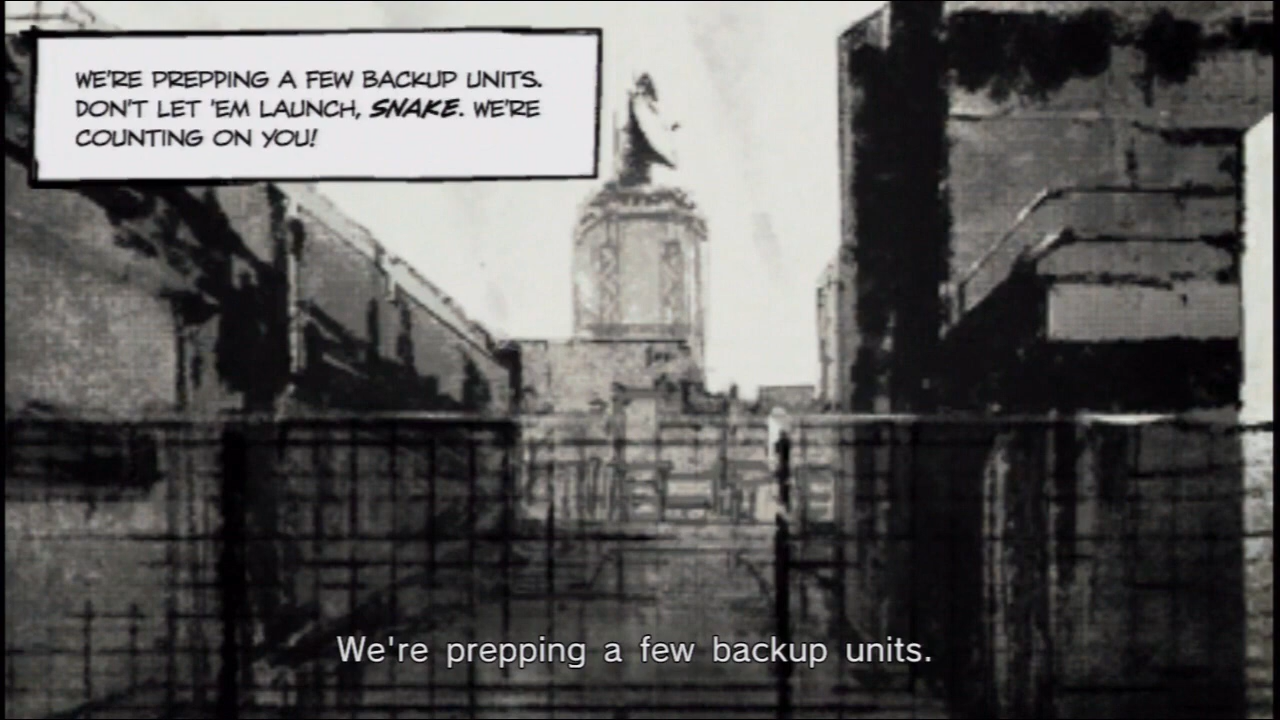 WE'RE PREPPING A FEW BACKUP UNITS.
DON'T LET 'EM LAUNCH, SNAKE. WE'RE
COUNTING ON YOU!
We're prepping a few backup units.